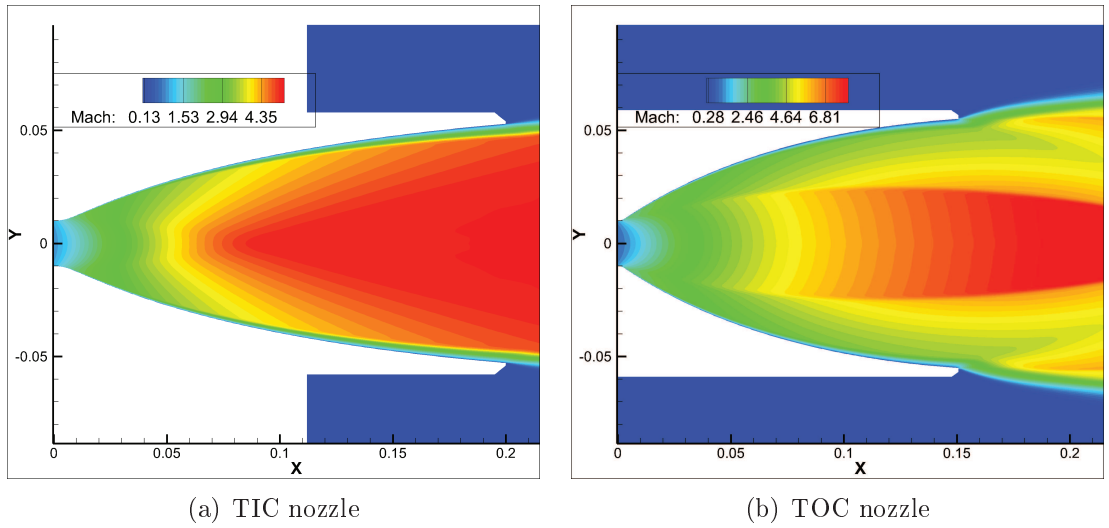 Mach: 0.13 1.53 2.94 4.35
0.05
0
-0.05
Y
0 0.05 0.1 0.15 0.2
X
(a) TIC nozzle
Mach: 0.28 2.46 4.64 6.81
0.05
0
-0.05
Y
0 0.05 0.1 0.15 0.2
X
(b) TOC nozzle